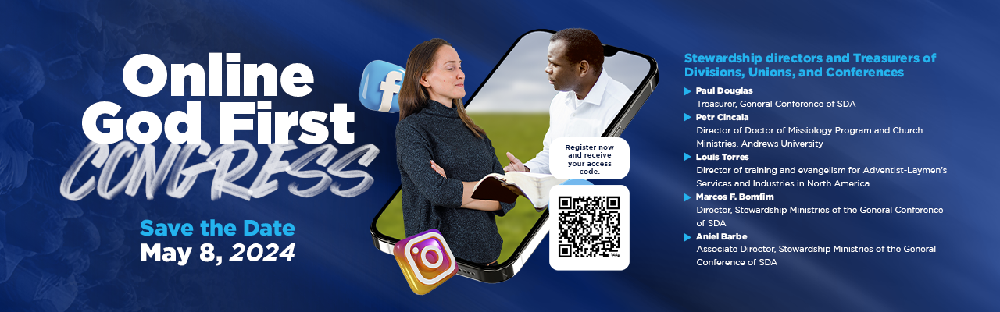 Online
God First
CONGRESS
Save the Date
May 8, 2024
Register now
and receive
your access
code.
Stewardship directors and Treasurers of
Divisions, Unions, and Conferences
Paul Douglas
Treasurer, General Conference of SDA
Petr Cincala
Director of Doctor of Missiology Program and Church
Ministries, Andrews University
Louis Torres
Director of training and evangelism for Adventist-Laymen's
Services and Industries in North America
Marcos F. Bomfim
Director, Stewardship Ministries of the General Conference
of SDA
Aniel Barbe
Associate Director, Stewardship Ministries of the General
Conference of SDA